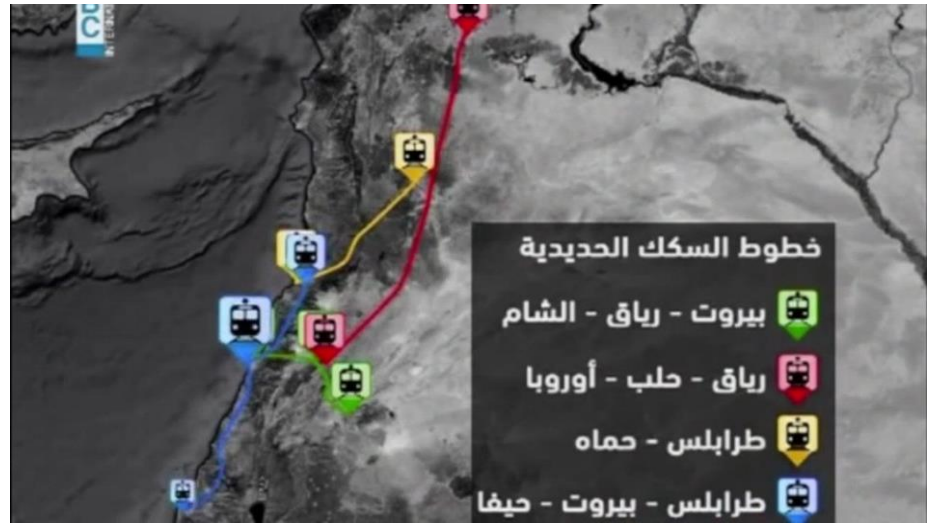 خطوط السكك الحديدية
بيروت - رياق - الشام
رياق - حلب - أوروبا
طرابلس - حماه
طرابلس - بيروت - حيفا